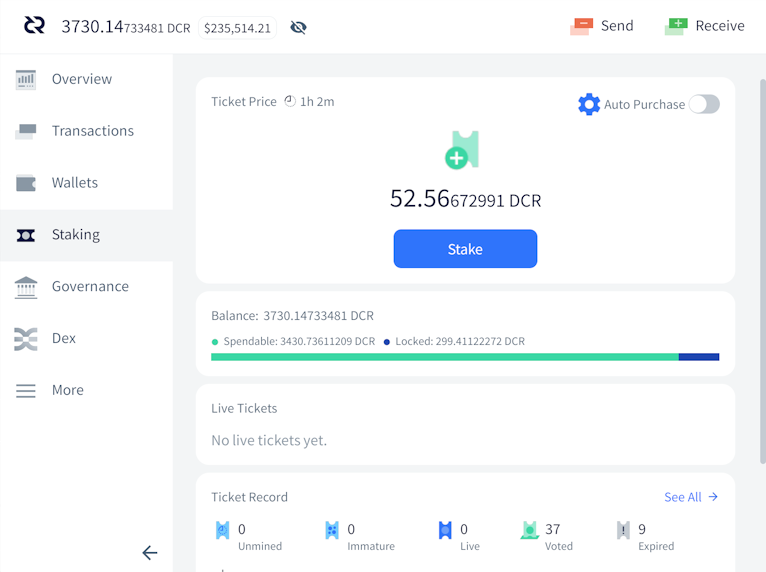 3730.14733481 DCR $235,514.21 Send Receive
Overview
Transactions
Wallets
Staking
Governance
Dex
More
Ticket Price 1h 2m Auto Purchase
52.56672991 DCR
Stake
Balance: 3730.14733481 DCR
Spendable: 3430.73611209 DCR Locked: 299.41122272 DCR
Live Tickets
No live tickets yet.
Ticket Record See All
0 0 0 37 9
Unmined Immature Live Voted Expired